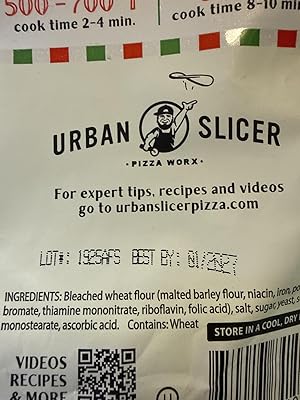 500-700°F
cook time 2-4 min.
cook time 8-10 min
URBAN SLICER
· PIZZA WORX ·
For expert tips, recipes and videos
go to urbanslicerpizza.com
LOT#: 1925AFS BEST BY: 01/2027
INGREDIENTS: Bleached wheat flour (malted barley flour, niacin, iron, po
bromate, thiamine mononitrate, riboflavin, folic acid), salt, sugar, yeast, s
monostearate, ascorbic acid. Contains: Wheat
STORE IN A COOL, DRY
VIDEOS
RECIPES
& MORE
U